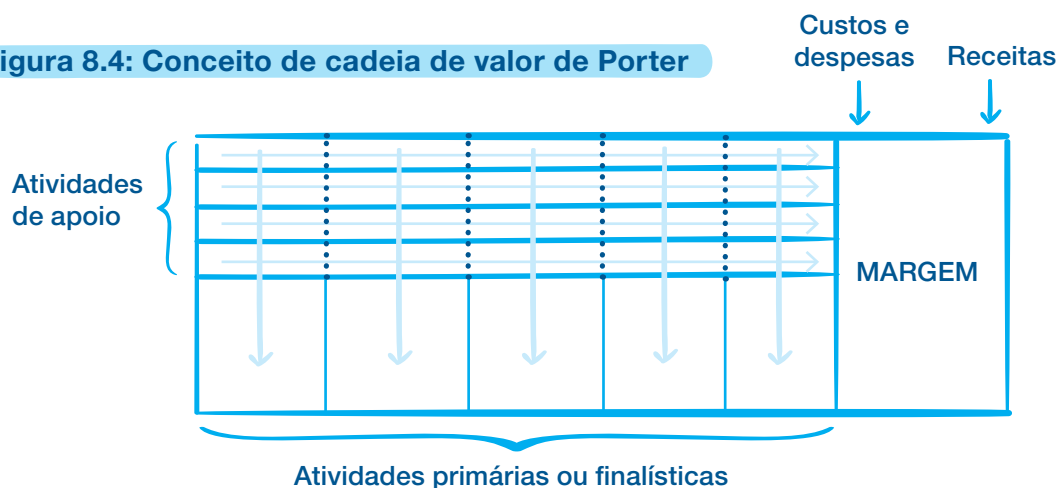 igura 8.4: Conceito de cadeia de valor de Porter
Custos e
despesas
Receitas
Atividades
de apoio
MARGEM
Atividades primárias ou finalísticas